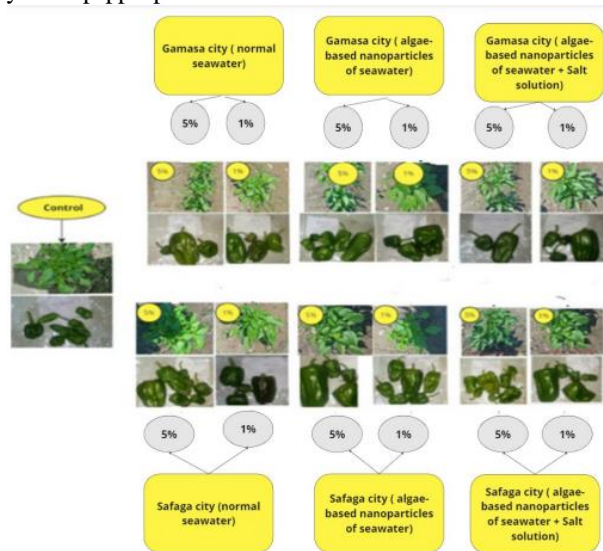 Gamasa city ( normal
seawater)
Gamasa city ( algae-
based nanoparticles
of seawater)
Gamasa city ( algae-
based nanoparticles
of seawater + Salt
solution)
5%
1%
5%
1%
5%
1%
5%
1%
5%
1%
5%
1%
Control
5%
1%
5%
1%
5%
1%
5%
1%
5%
1%
5%
1%
Safaga city (normal
seawater)
Safaga city ( algae-
based nanoparticles
of seawater)
Safaga city ( algae-
based nanoparticles
of seawater + Salt
solution)